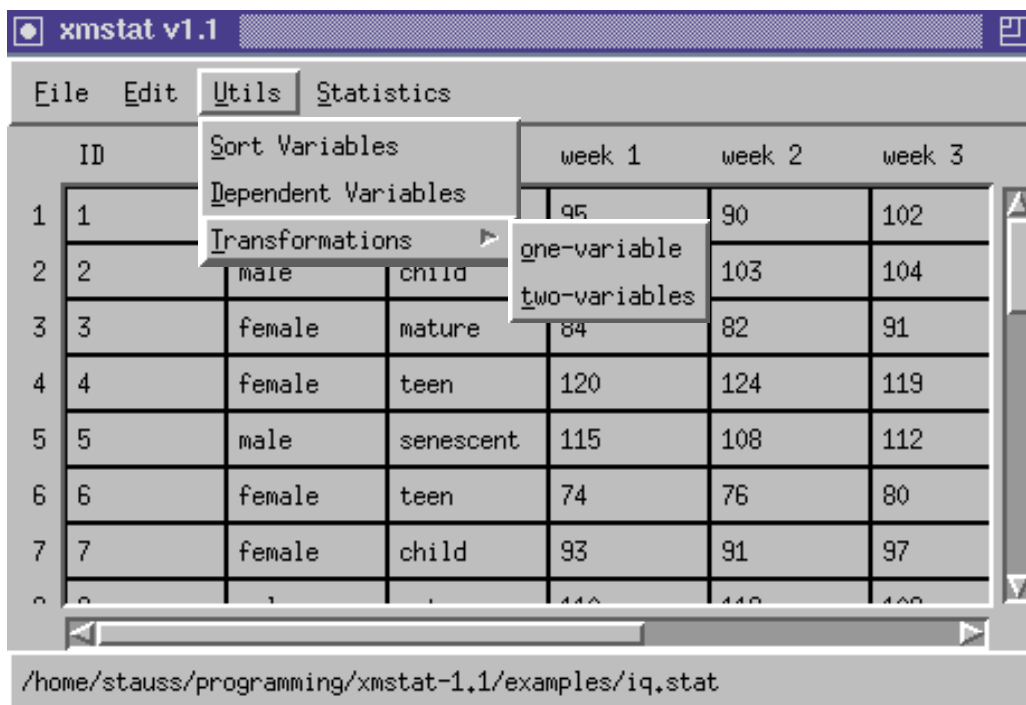 xmstat v1.1
File Edit Utils Statistics
Sort Variables
Dependent Variables
Transformations
one-variable
two-variables
ID week 1 week 2 week 3
1 1 95 90 102
2 2 male child 103 104
3 3 female mature 84 82 91
4 4 female teen 120 124 119
5 5 male senescent 115 108 112
6 6 female teen 74 76 80
7 7 female child 93 91 97
/home/stauss/programming/xmstat-1.1/examples/iq.stat